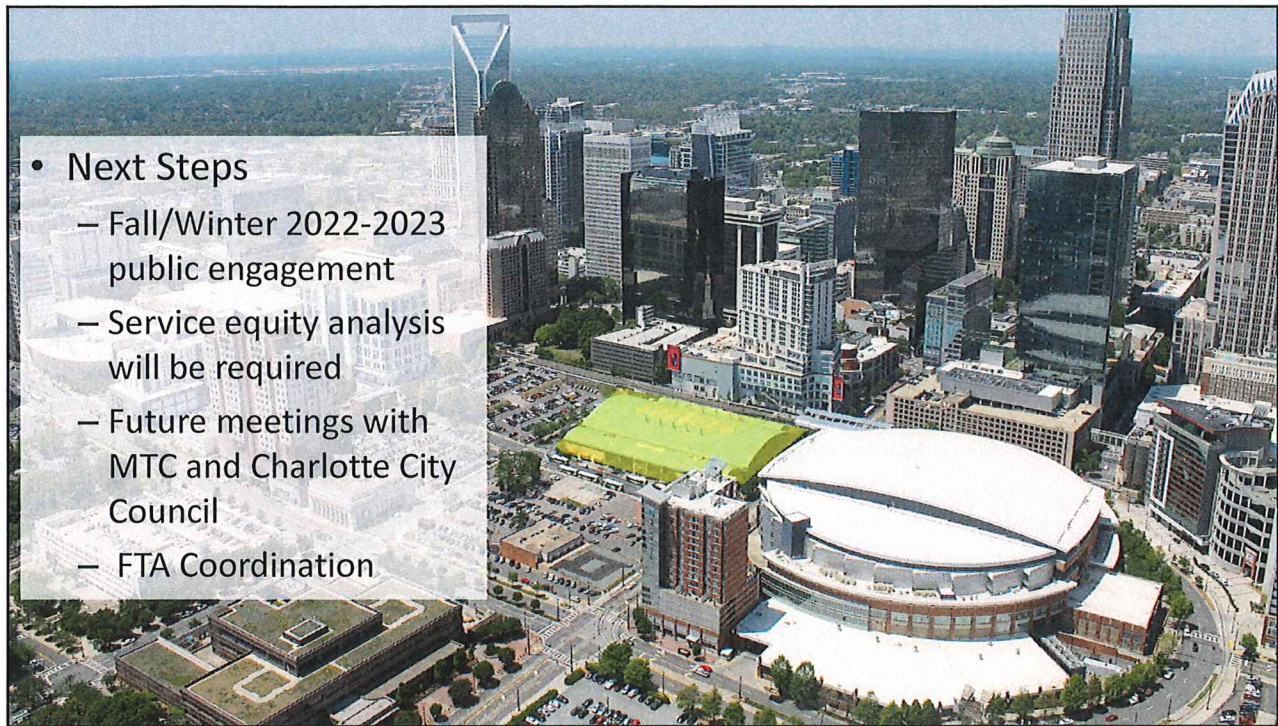 • Next Steps
– Fall/Winter 2022-2023
public engagement
– Service equity analysis
will be required
– Future meetings with
MTC and Charlotte City
Council
– FTA Coordination